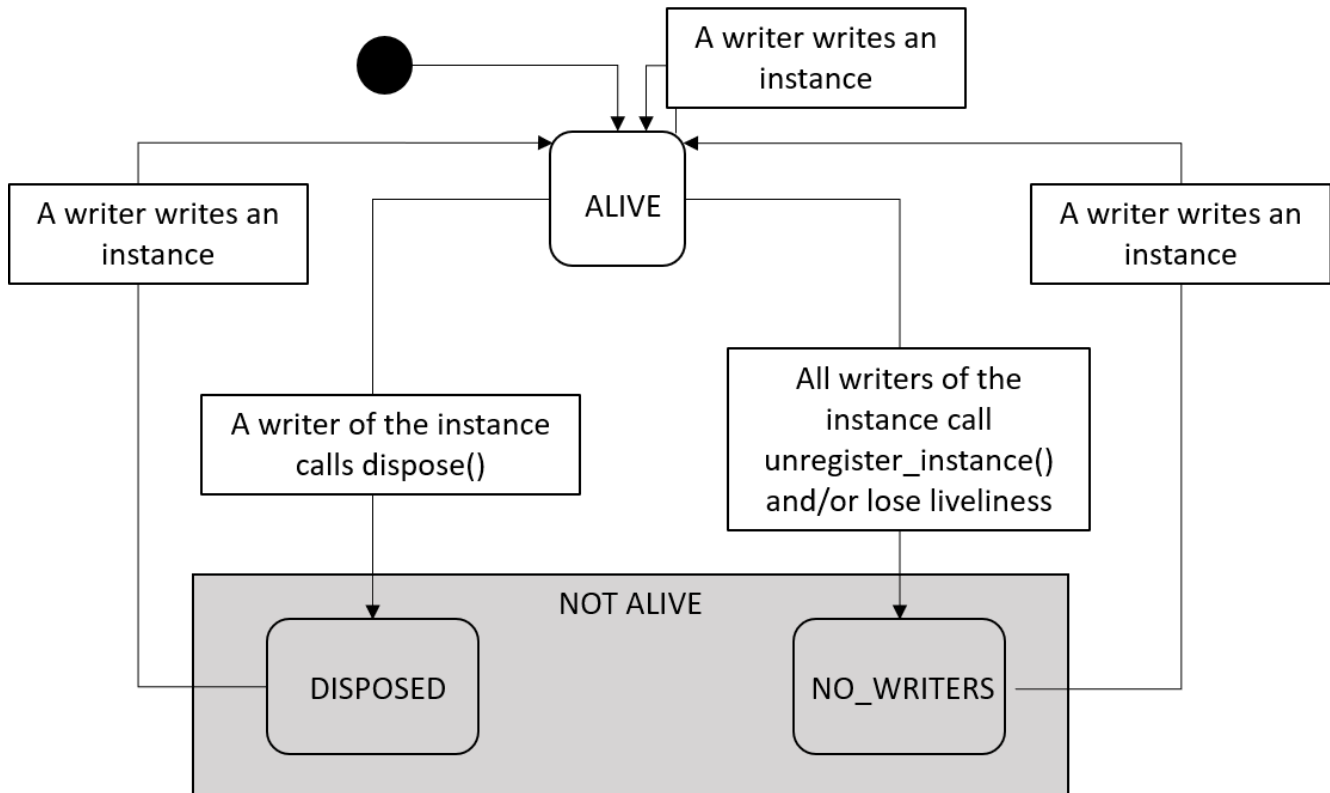 A writer writes an
instance
A writer writes an
instance
ALIVE
A writer writes an
instance
A writer of the instance
calls dispose()
All writers of the
instance call
unregister_instance()
and/or lose liveliness
NOT ALIVE
DISPOSED
NO_WRITERS